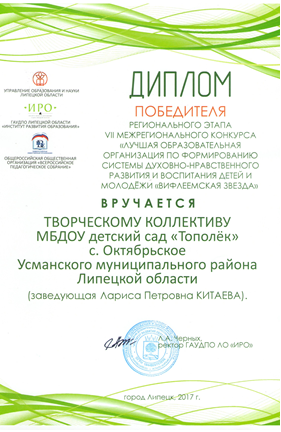 УПРАВЛЕНИЕ ОБРАЗОВАНИЯ И НАУКИ
ЛИПЕЦКОЙ ОБЛАСТИ
·ИРО·
ГАУДПО ЛИПЕЦКОЙ ОБЛАСТИ
«ИНСТИТУТ РАЗВИТИЯ ОБРАЗОВАНИЯ»
ОБЩЕРОССИЙСКАЯ ОБЩЕСТВЕННАЯ
ОРГАНИЗАЦИЯ «ВСЕРОССИЙСКОЕ
ПЕДАГОГИЧЕСКОЕ СОБРАНИЕ»
ДИПЛОМ
ПОБЕДИТЕЛЯ
РЕГИОНАЛЬНОГО ЭТАПА
VII МЕЖРЕГИОНАЛЬНОГО КОНКУРСА
«ЛУЧШАЯ ОБРАЗОВАТЕЛЬНАЯ
ОРГАНИЗАЦИЯ ПО ФОРМИРОВАНИЮ
СИСТЕМЫ ДУХОВНО-НРАВСТВЕННОГО
РАЗВИТИЯ И ВОСПИТАНИЯ ДЕТЕЙ И
МОЛОДЁЖИ «ВИФЛЕЕМСКАЯ ЗВЕЗДА»
ВРУЧАЕТСЯ
ТВОРЧЕСКОМУ КОЛЛЕКТИВУ
МБДОУ детский сад «Тополёк»
с. Октябрьское
Усманского муниципального района
Липецкой области
(заведующая Лариса Петровна КИТАЕВА).
Л.А.Черных,
ректор ГАУДПО ЛО «ИРО»
город Липецк, 2017 г.